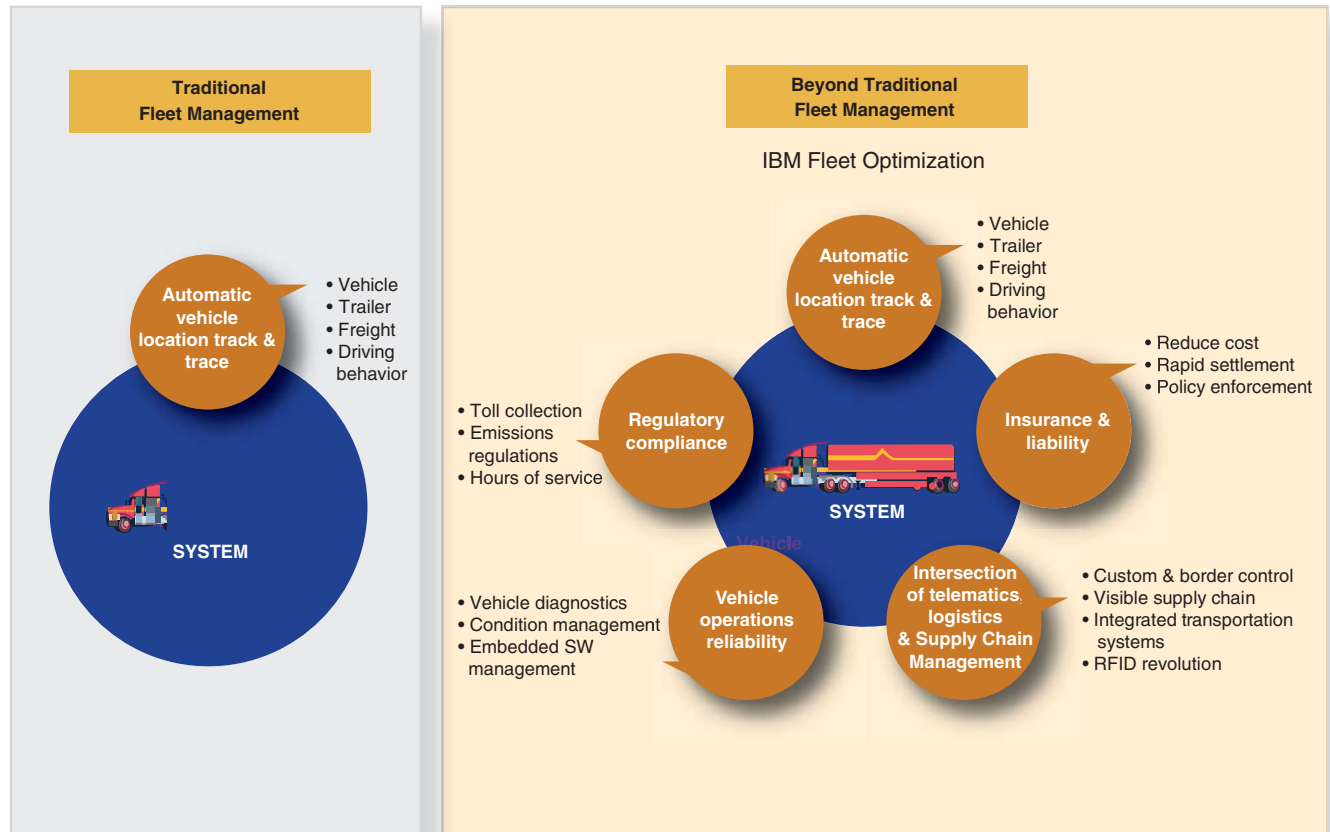 Traditional
Fleet Management
Automatic
vehicle
location track &
trace
• Vehicle
• Trailer
• Freight
• Driving
behavior
SYSTEM
Beyond Traditional
Fleet Management
IBM Fleet Optimization
Automatic
vehicle
location track &
trace
• Vehicle
• Trailer
• Freight
• Driving
behavior
Insurance &
liability
• Reduce cost
• Rapid settlement
• Policy enforcement
Regulatory
compliance
• Toll collection
• Emissions
regulations
• Hours of service
SYSTEM
Vehicle
Vehicle
operations
reliability
• Vehicle diagnostics
• Condition management
• Embedded SW
management
Intersection
of telematics,
logistics
& Supply Chain
Management
• Custom & border control
• Visible supply chain
• Integrated transportation
systems
• RFID revolution